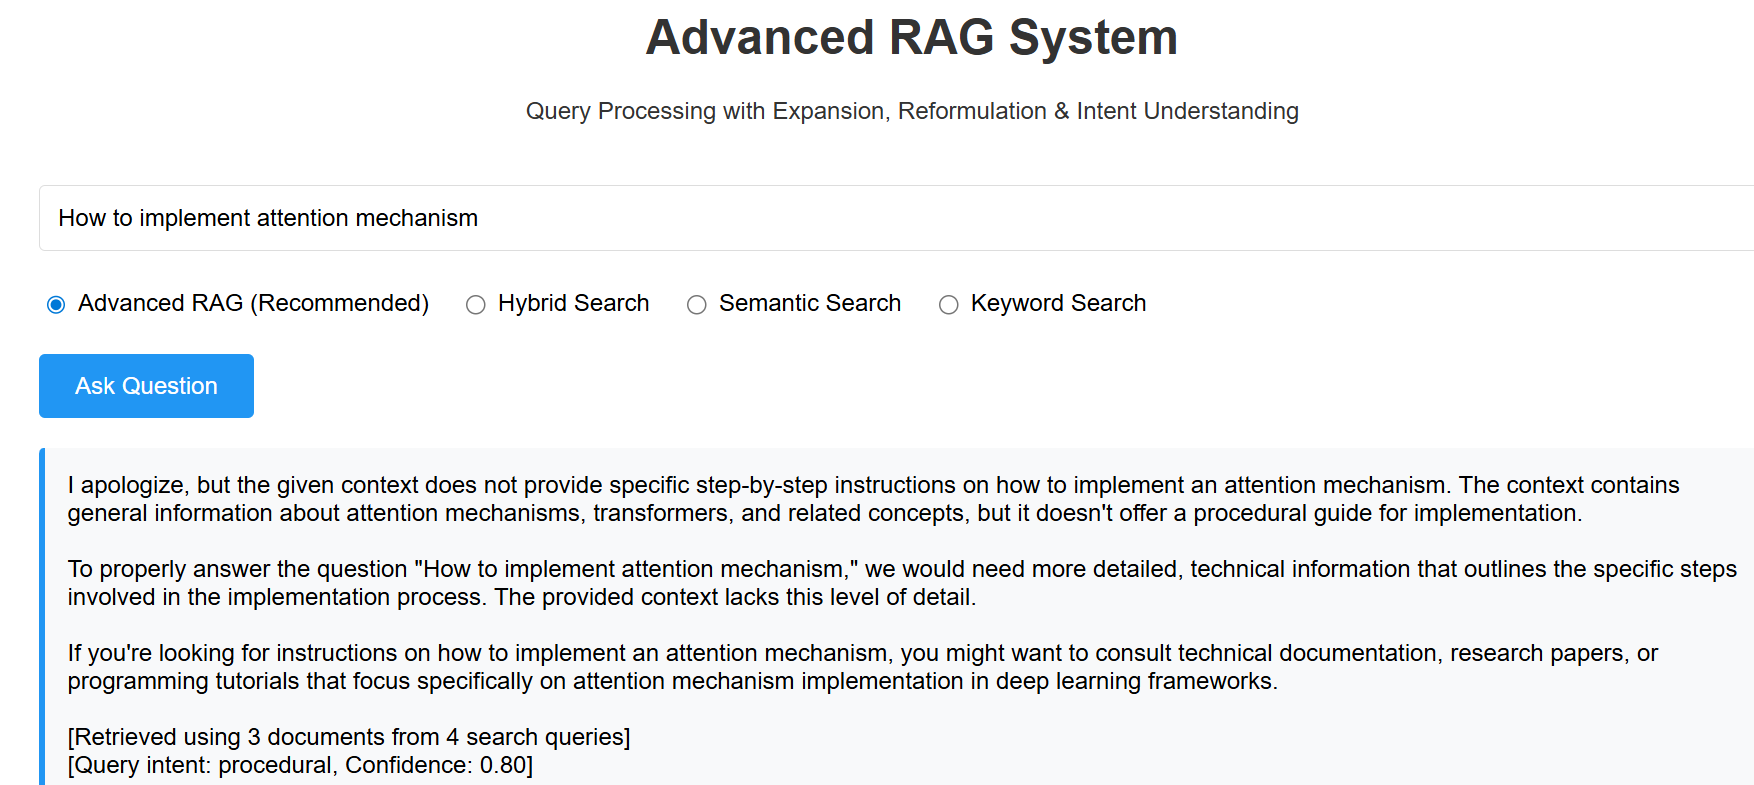 Advanced RAG System
Query Processing with Expansion, Reformulation & Intent Understanding
How to implement attention mechanism
Advanced RAG (Recommended) Hybrid Search Semantic Search Keyword Search
Ask Question
I apologize, but the given context does not provide specific step-by-step instructions on how to implement an attention mechanism. The context contains
general information about attention mechanisms, transformers, and related concepts, but it doesn't offer a procedural guide for implementation.
To properly answer the question "How to implement attention mechanism," we would need more detailed, technical information that outlines the specific steps
involved in the implementation process. The provided context lacks this level of detail.
If you're looking for instructions on how to implement an attention mechanism, you might want to consult technical documentation, research papers, or
programming tutorials that focus specifically on attention mechanism implementation in deep learning frameworks.
[Retrieved using 3 documents from 4 search queries]
[Query intent: procedural, Confidence: 0.80]